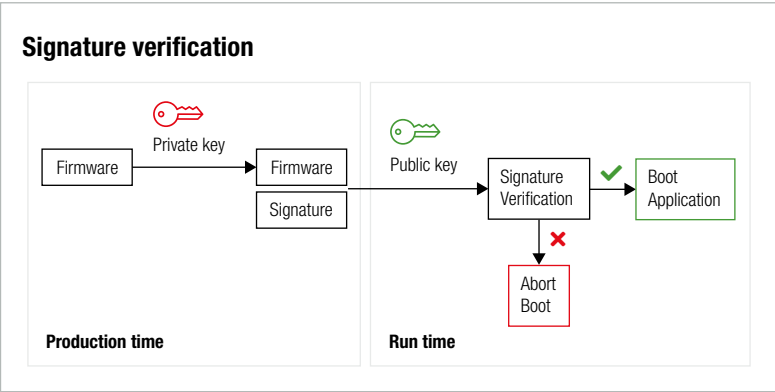 Signature verification
Private key
Firmware
Firmware
Signature
Production time
Public key
Signature
Verification
Boot
Application
Abort
Boot
Run time